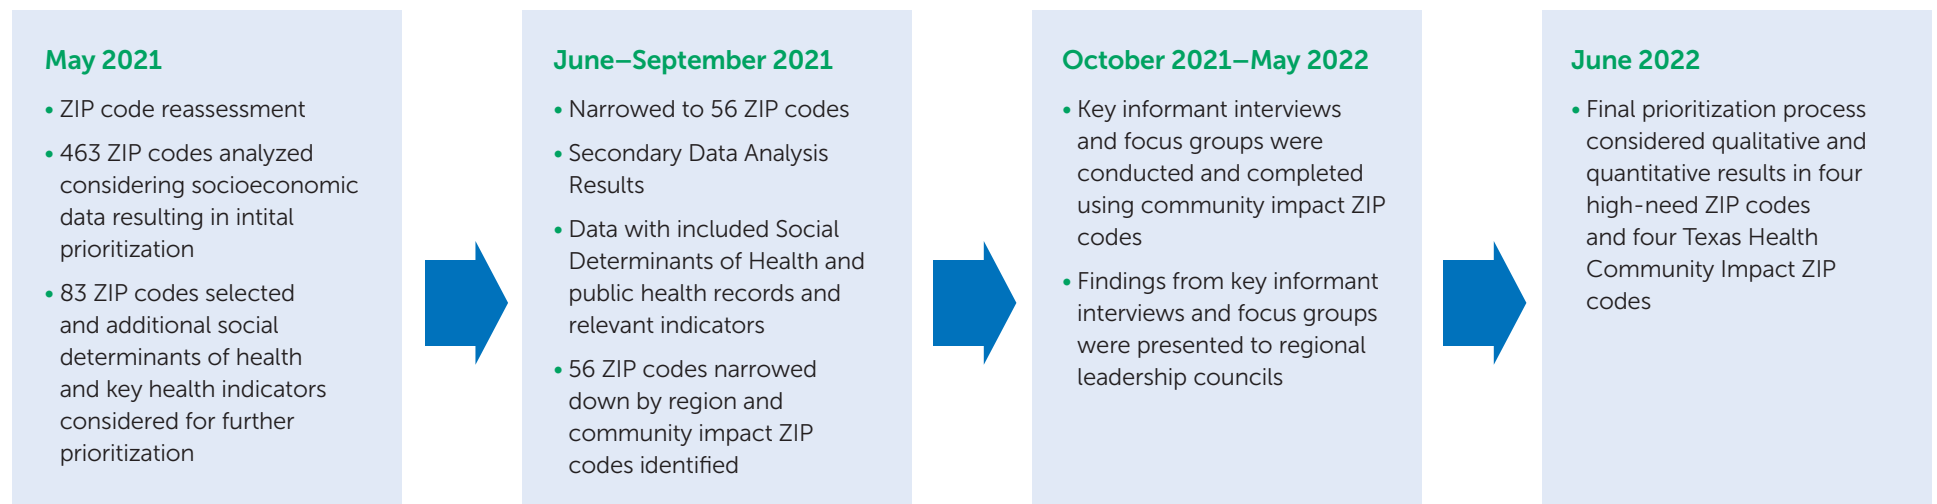 May 2021
• ZIP code reassessment
• 463 ZIP codes analyzed
considering socioeconomic
data resulting in intital
prioritization
• 83 ZIP codes selected
and additional social
determinants of health
and key health indicators
considered for further
prioritization
June–September 2021
• Narrowed to 56 ZIP codes
• Secondary Data Analysis
Results
• Data with included Social
Determinants of Health and
public health records and
relevant indicators
• 56 ZIP codes narrowed
down by region and
community impact ZIP
codes identified
October 2021–May 2022
• Key informant interviews
and focus groups were
conducted and completed
using community impact ZIP
codes
• Findings from key informant
interviews and focus groups
were presented to regional
leadership councils
June 2022
• Final prioritization process
considered qualitative and
quantitative results in four
high-need ZIP codes
and four Texas Health
Community Impact ZIP
codes